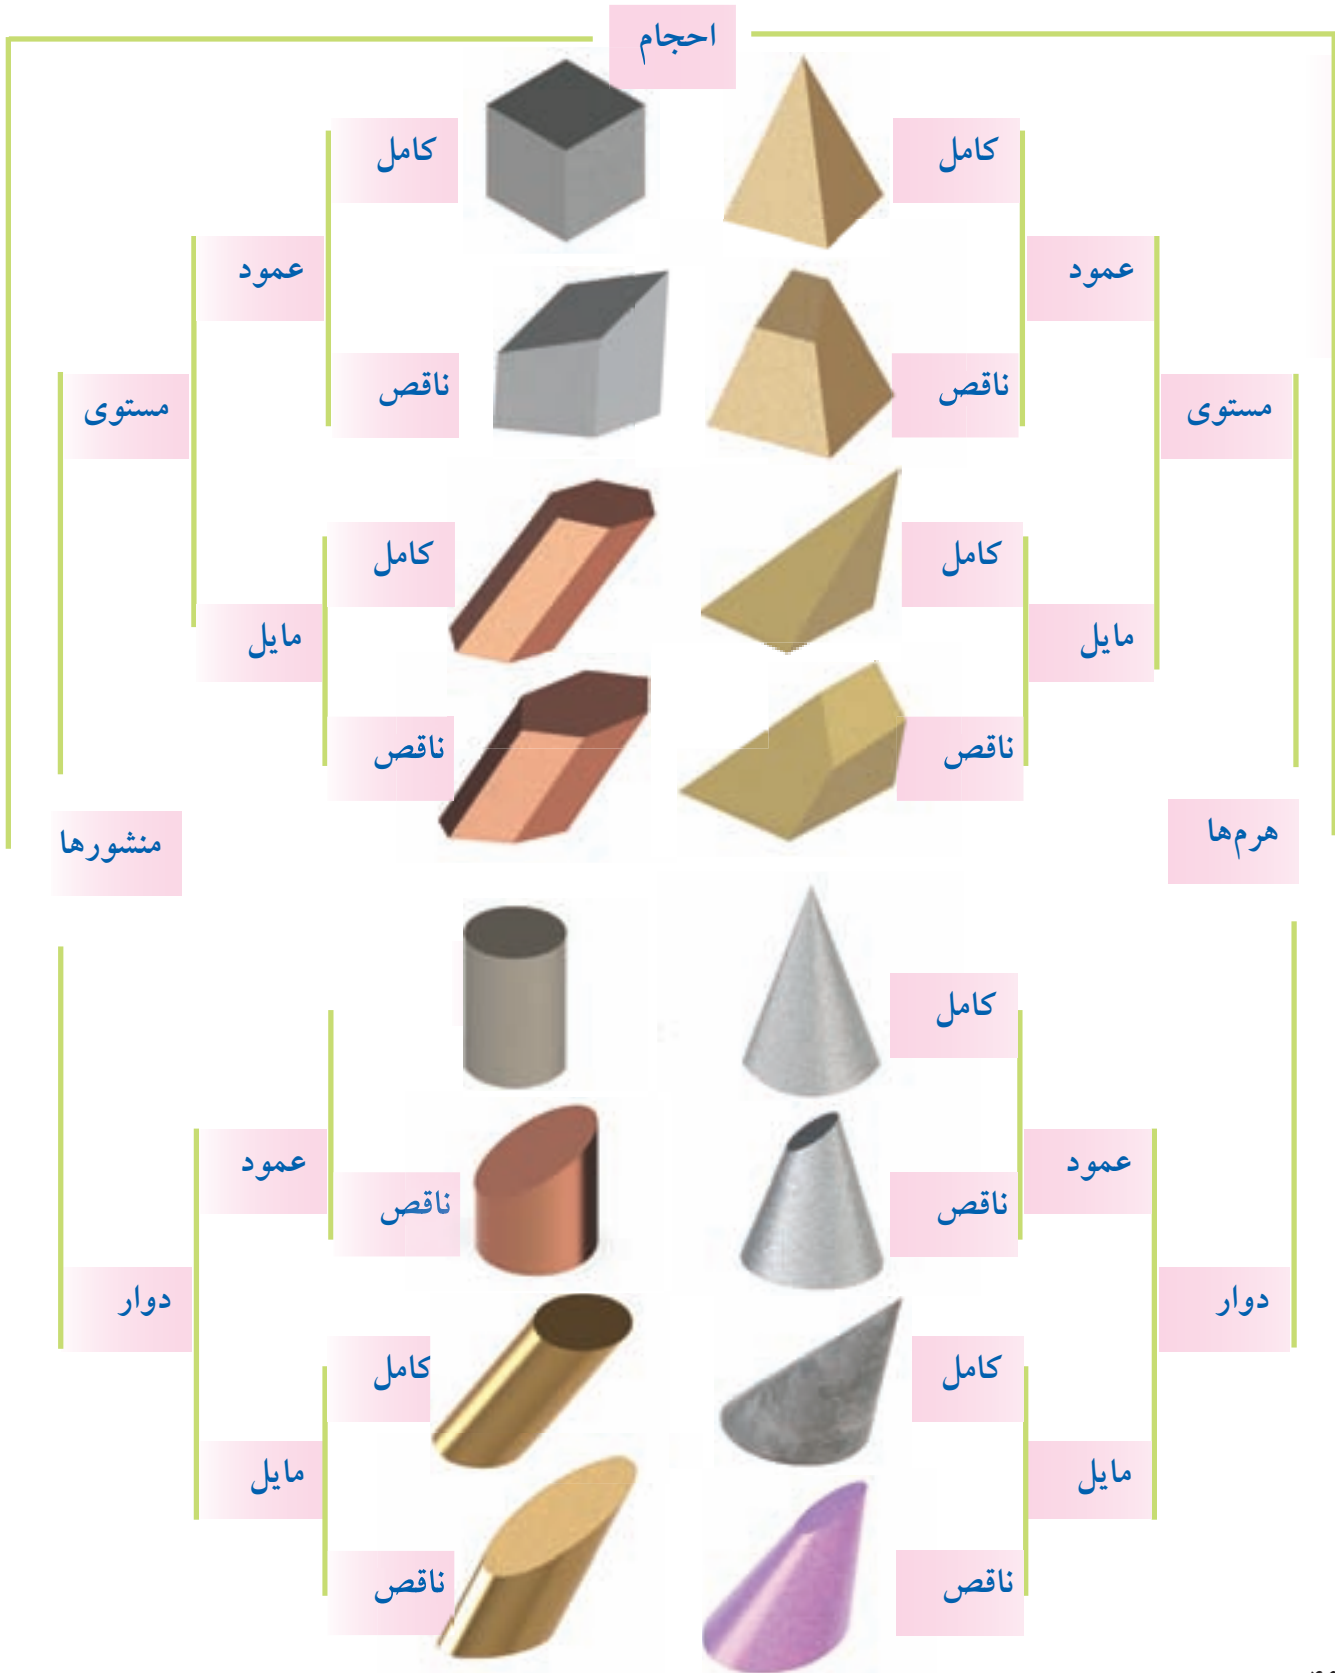 احجام
کامل
کامل
عمود
عمود
ناقص
ناقص
مستوی
مستوی
کامل
کامل
مایل
مایل
ناقص
ناقص
هرم‌ها
منشورها
کامل
عمود
عمود
ناقص
ناقص
دوار
دوار
کامل
کامل
مایل
مایل
ناقص
ناقص